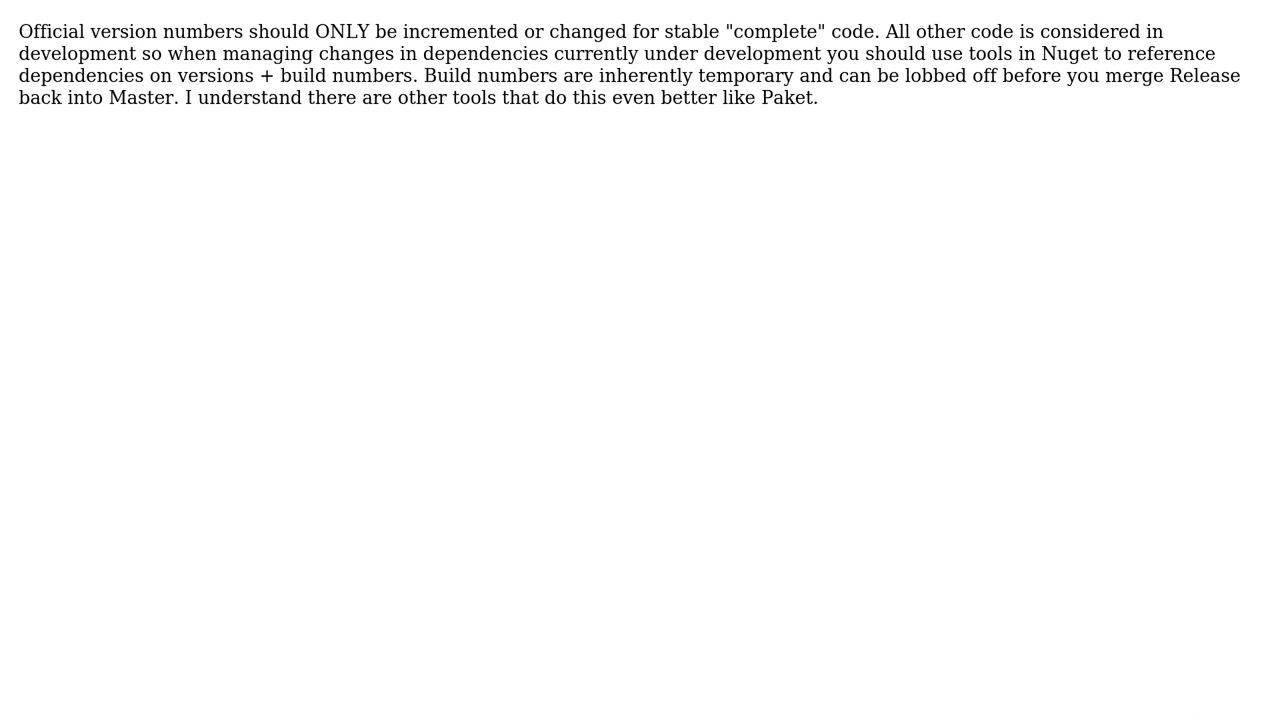 Official version numbers should ONLY be incremented or changed for stable "complete" code. All other code is considered in
development so when managing changes in dependencies currently under development you should use tools in Nuget to reference
dependencies on versions + build numbers. Build numbers are inherently temporary and can be lobbed off before you merge Release
back into Master. I understand there are other tools that do this even better like Paket.